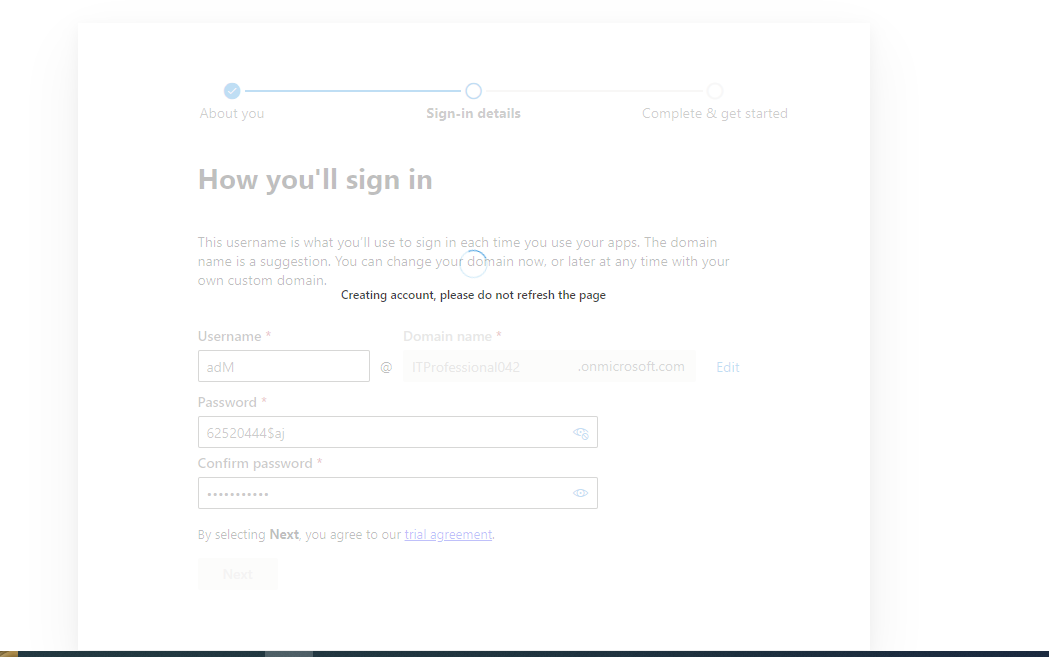 About you
Sign-in details
Complete & get started
How you'll sign in
This username is what you'll use to sign in each time you use your apps. The domain
name is a suggestion. You can change your domain now, or later at any time with your
own custom domain.
Creating account, please do not refresh the page
Username *
Domain name *
adM
@
ITProfessional042
.onmicrosoft.com
Edit
Password *
62520444$aj
Confirm password *
•••••••••••
By selecting Next, you agree to our trial agreement.
Next